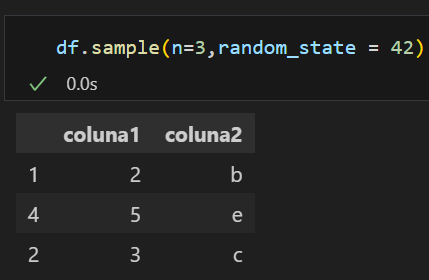 df.sample(n=3,random_state = 42)
0.0s
coluna1 coluna2
1 2 b
4 5 e
2 3 c